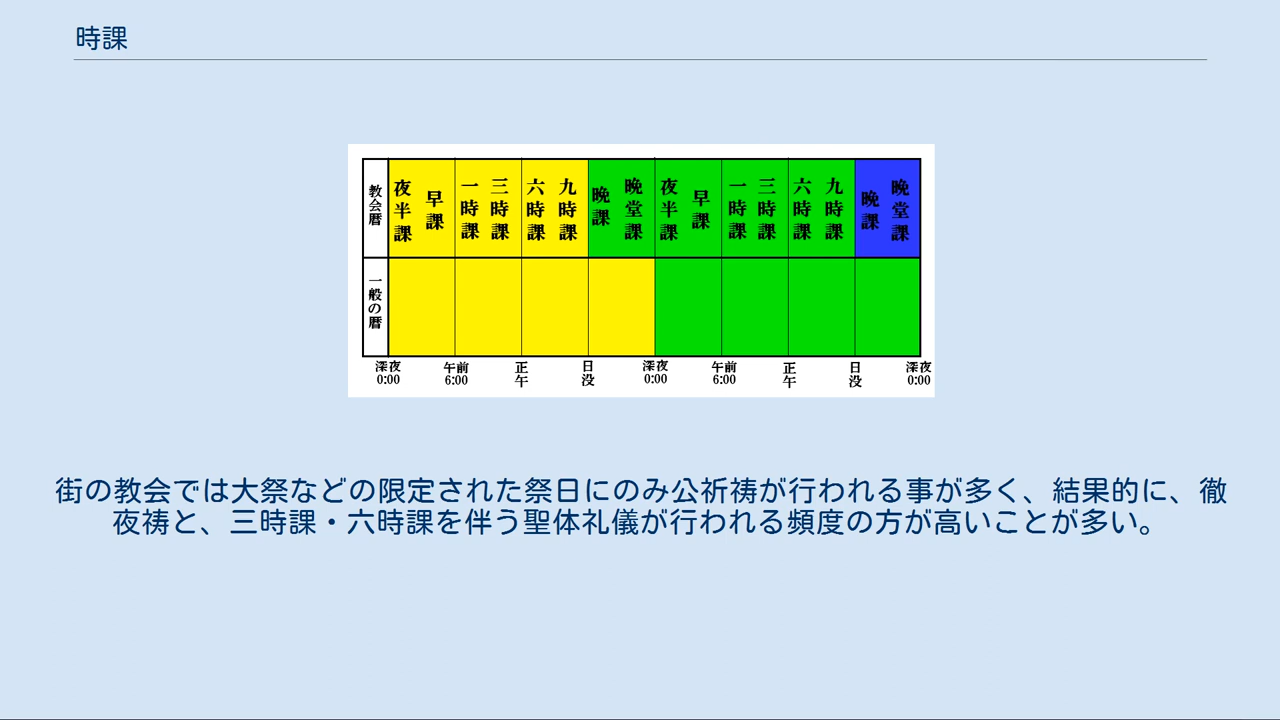 時課
教会暦
夜半課
早課
一時課
三時課
六時課
九時課
晩課
晩堂課
夜半課
早課
一時課
三時課
六時課
九時課
晩課
晩堂課
一般の暦
深夜 0:00
午前 6:00
正午
日没
深夜 0:00
午前 6:00
正午
日没
深夜 0:00
街の教会では大祭などの限定された祭日にのみ公祈祷が行われる事が多く、結果的に、徹
夜祷と、三時課・六時課を伴う聖体礼儀が行われる頻度の方が高いことが多い。